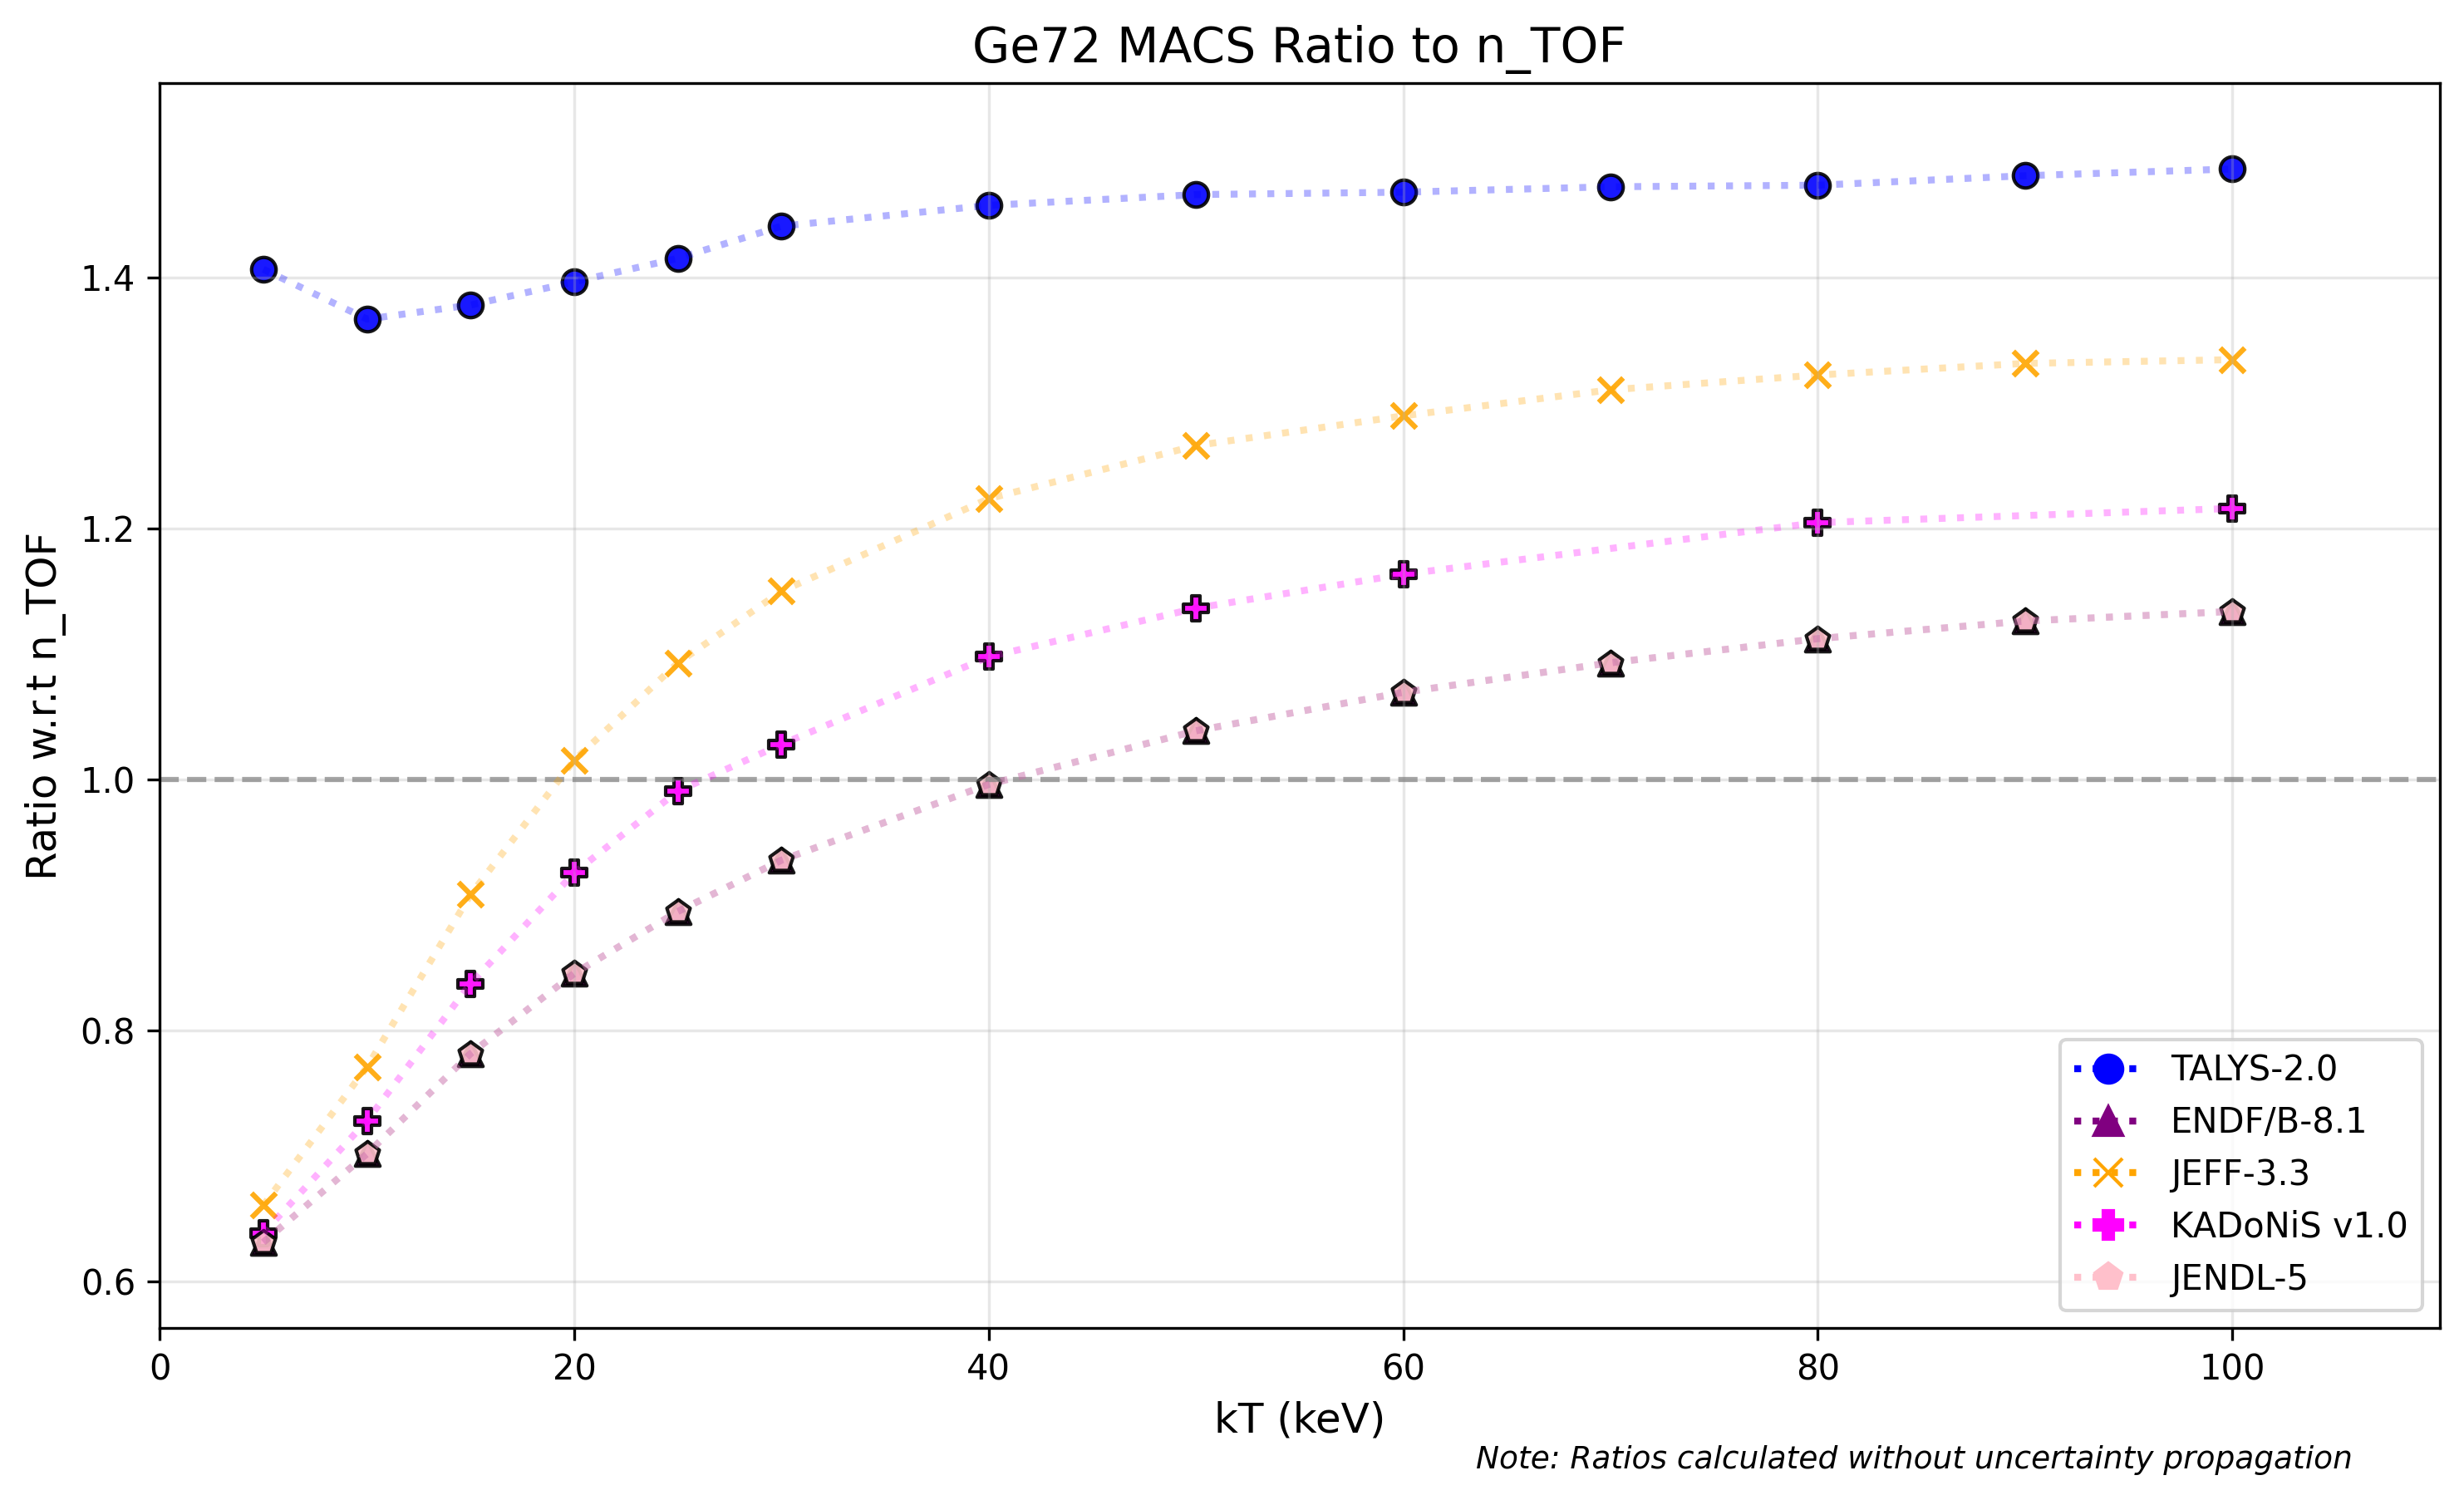 Ge72 MACS Ratio to n_TOF
Ratio w.r.t n_TOF
1.4
1.2
1.0
0.8
0.6
0
20
40
60
80
100
kT (keV)
TALYS-2.0
ENDF/B-8.1
JEFF-3.3
KADoNiS v1.0
JENDL-5
Note: Ratios calculated without uncertainty propagation